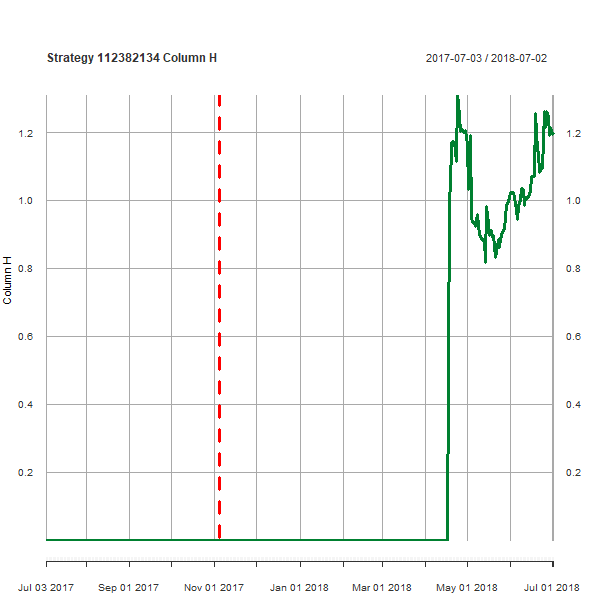 Strategy 112382134 Column H
2017-07-03 / 2018-07-02
Column H
1.2
1.0
0.8
0.6
0.4
0.2
1.2
1.0
0.8
0.6
0.4
0.2
Jul 03 2017
Sep 01 2017
Nov 01 2017
Jan 01 2018
Mar 01 2018
May 01 2018
Jul 01 2018